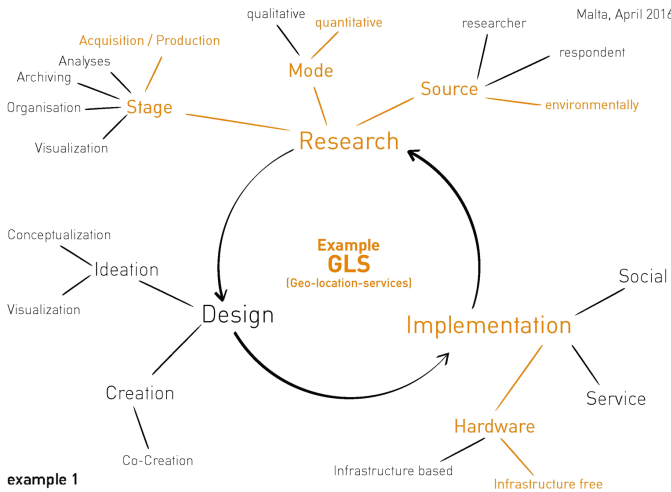 Malta, April 2016
qualitative
quantitative
researcher
respondent
environmentally
Acquisition / Production
Analyses
Archiving
Organisation
Visualization
Stage
Mode
Source
Research
Example
GLS
(Geo-location-services)
Conceptualization
Ideation
Visualization
Design
Creation
Co-Creation
Implementation
Social
Service
Hardware
Infrastructure based
Infrastructure free
example 1